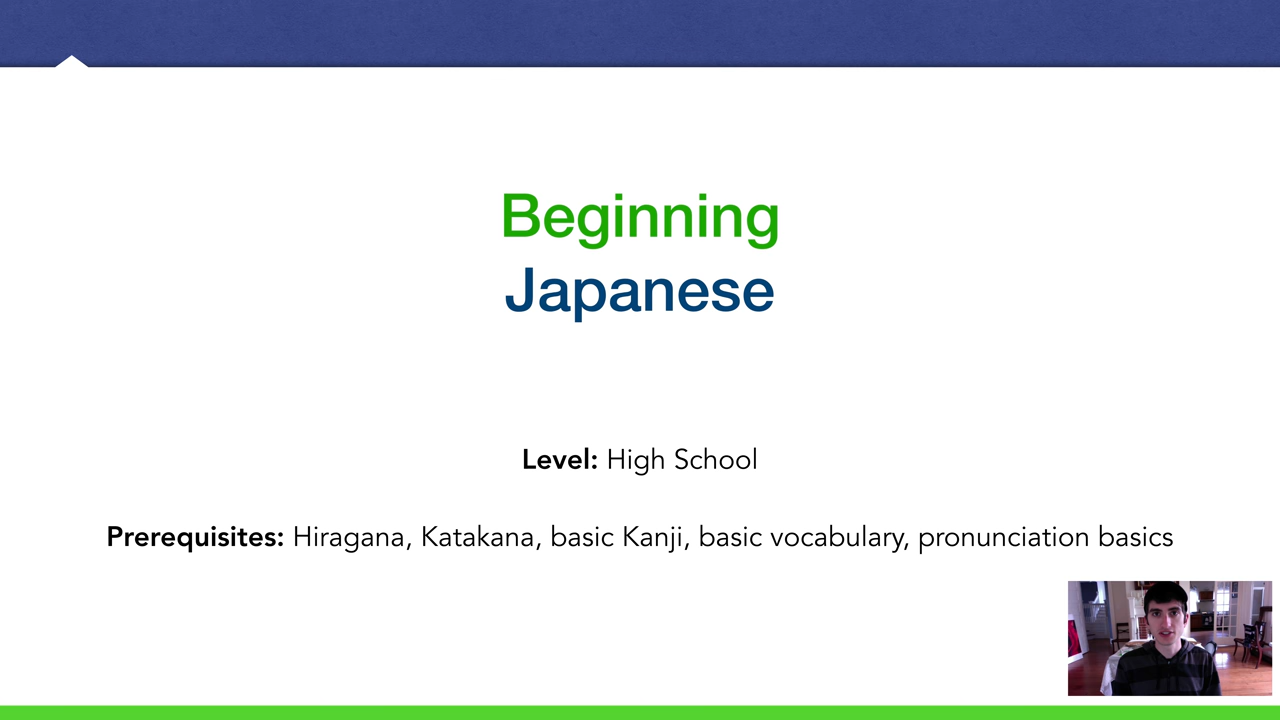 Beginning
Japanese
Level: High School
Prerequisites: Hiragana, Katakana, basic Kanji, basic vocabulary, pronunciation basics